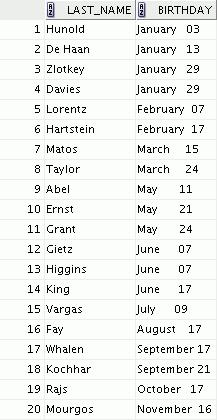 LAST_NAME BIRTHDAY
1 Hunold January 03
2 De Haan January 13
3 Zlotkey January 29
4 Davies January 29
5 Lorentz February 07
6 Hartstein February 17
7 Matos March 15
8 Taylor March 24
9 Abel May 11
10 Ernst May 21
11 Grant May 24
12 Gietz June 07
13 Higgins June 07
14 King June 17
15 Vargas July 09
16 Fay August 17
17 Whalen September 17
18 Kochhar September 21
19 Rajs October 17
20 Mourgos November 16